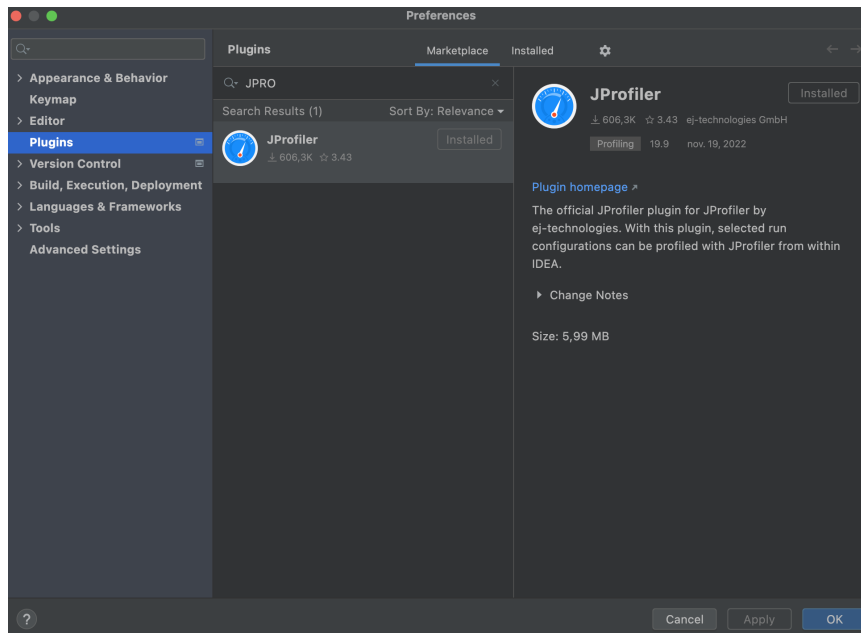 Preferences
Plugins
Marketplace
Installed
Appearance & Behavior
Keymap
Editor
Plugins
Version Control
Build, Execution, Deployment
Languages & Frameworks
Tools
Advanced Settings
JPRO
Search Results (1)
Sort By: Relevance
JProfiler
606,3K 3.43
Installed
JProfiler
Installed
606,3K 3.43 ej-technologies GmbH
Profiling 19.9 nov. 19, 2022
Plugin homepage
The official JProfiler plugin for JProfiler by
ej-technologies. With this plugin, selected run
configurations can be profiled with JProfiler from within
IDEA.
Change Notes
Size: 5,99 MB
?
Cancel
Apply
OK